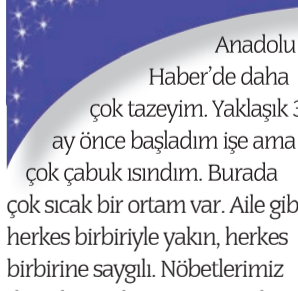 Anadolu
Haber’de daha
çok tazeyim. Yaklaşık
ay önce başladım işe ama
çok çabuk ısındım. Burada
çok sıcak bir ortam var. Aile gib
herkes birbiriyle yakın, herkes
birbirine saygılı. Nöbetlerimiz